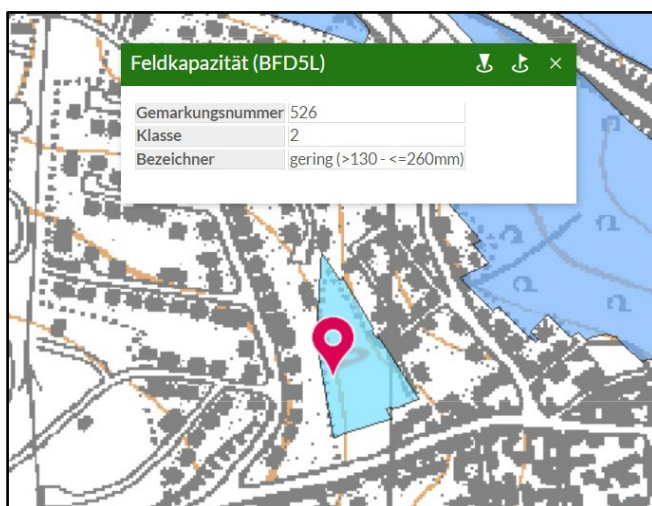 Feldkapazität (BFD5L)
Gemarkungsnummer 526
Klasse 2
Bezeichner gering (>130 - <=260mm)